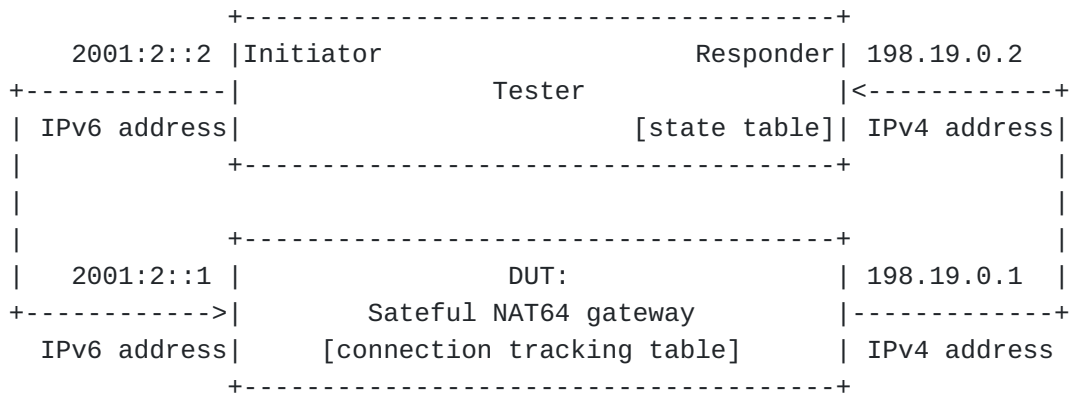 2001:2::2 |Initiator Responder| 198.19.0.2
Tester
IPv6 address| [state table]| IPv4 address
2001:2::1 | DUT: | 198.19.0.1
Sateful NAT64 gateway
IPv6 address| [connection tracking table] | IPv4 address